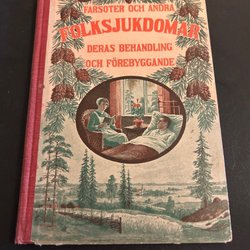 FARSOTER OCH ANDRA
FOLKSJUKDOMAR
DERAS BEHANDLING
OCH FÖREBYGGANDE